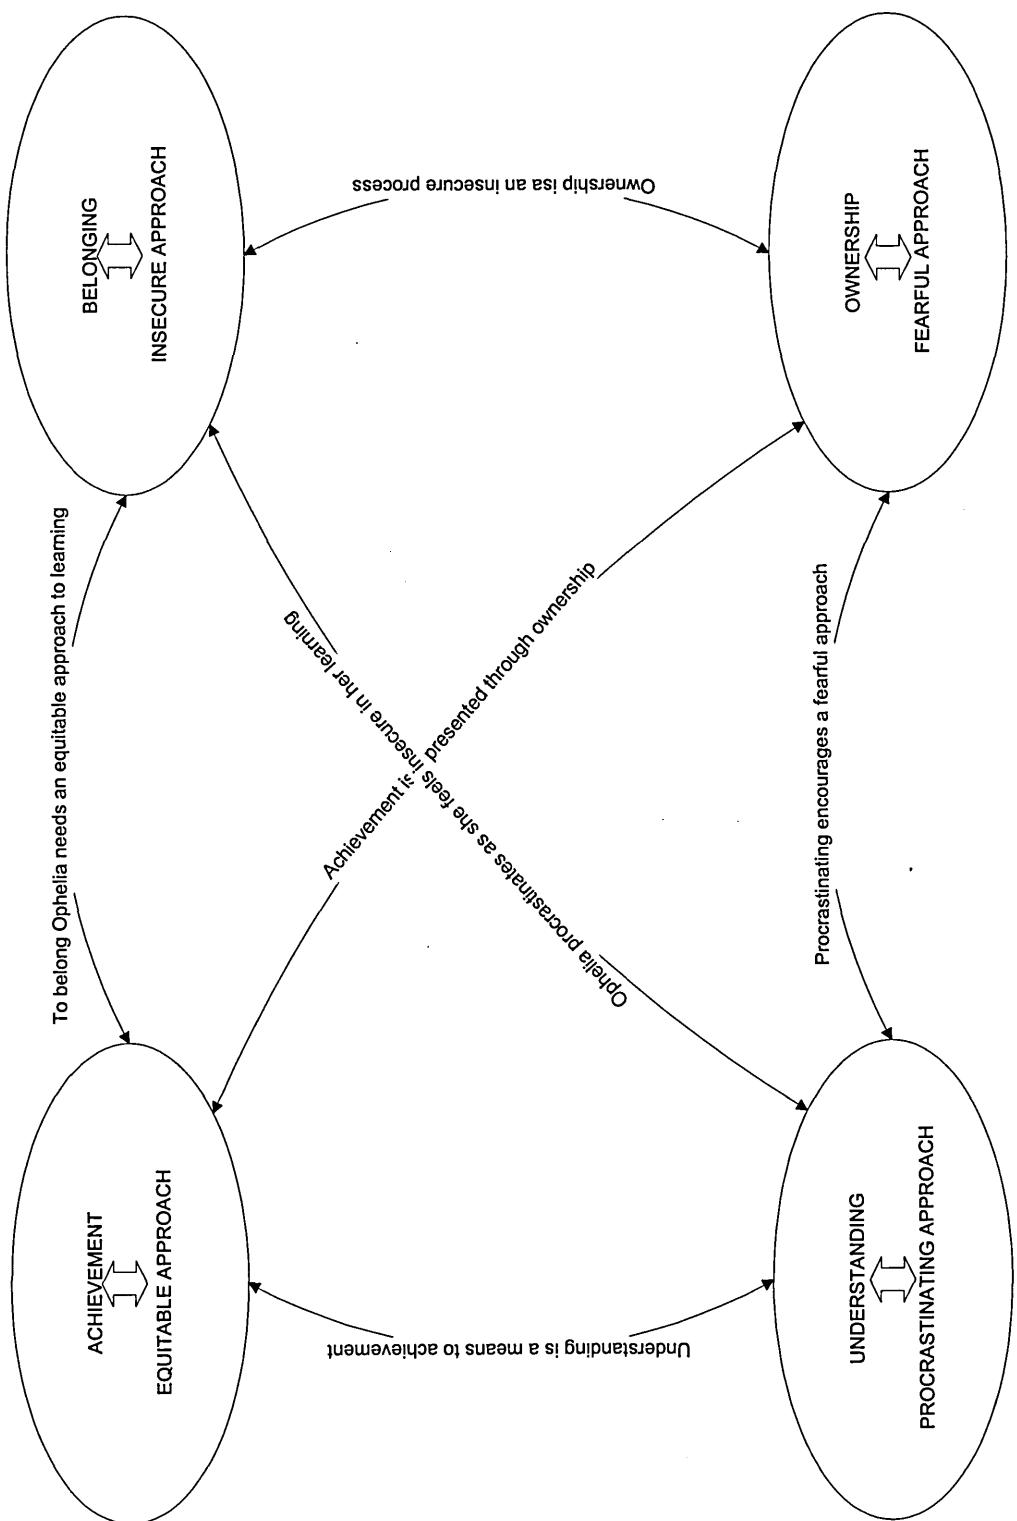 ACHIEVEMENT
EQUITABLE APPROACH
To belong Ophelia needs an equitable approach to learning
BELONGING
INSECURE APPROACH
Understanding is a means to achievement
Achievement is presented through ownership
Ophelia procrastinates as she feels insecure in her learning
Ownership isa an insecure process
UNDERSTANDING
PROCRASTINATING APPROACH
Procrastinating encourages a fearful approach
OWNERSHIP
FEARFUL APPROACH